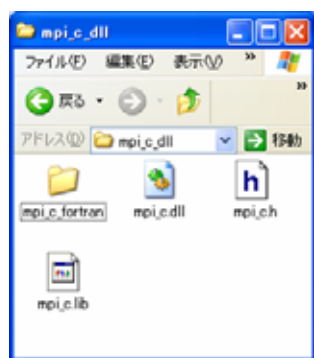 mpi_c_dll
ファイル(F) 編集(E) 表示(V) »
戻る »
アドレス(D) mpi_c_dll 移動
mpi_c_fortran mpi_c.dll mpi_c.h
mpi_c.lib